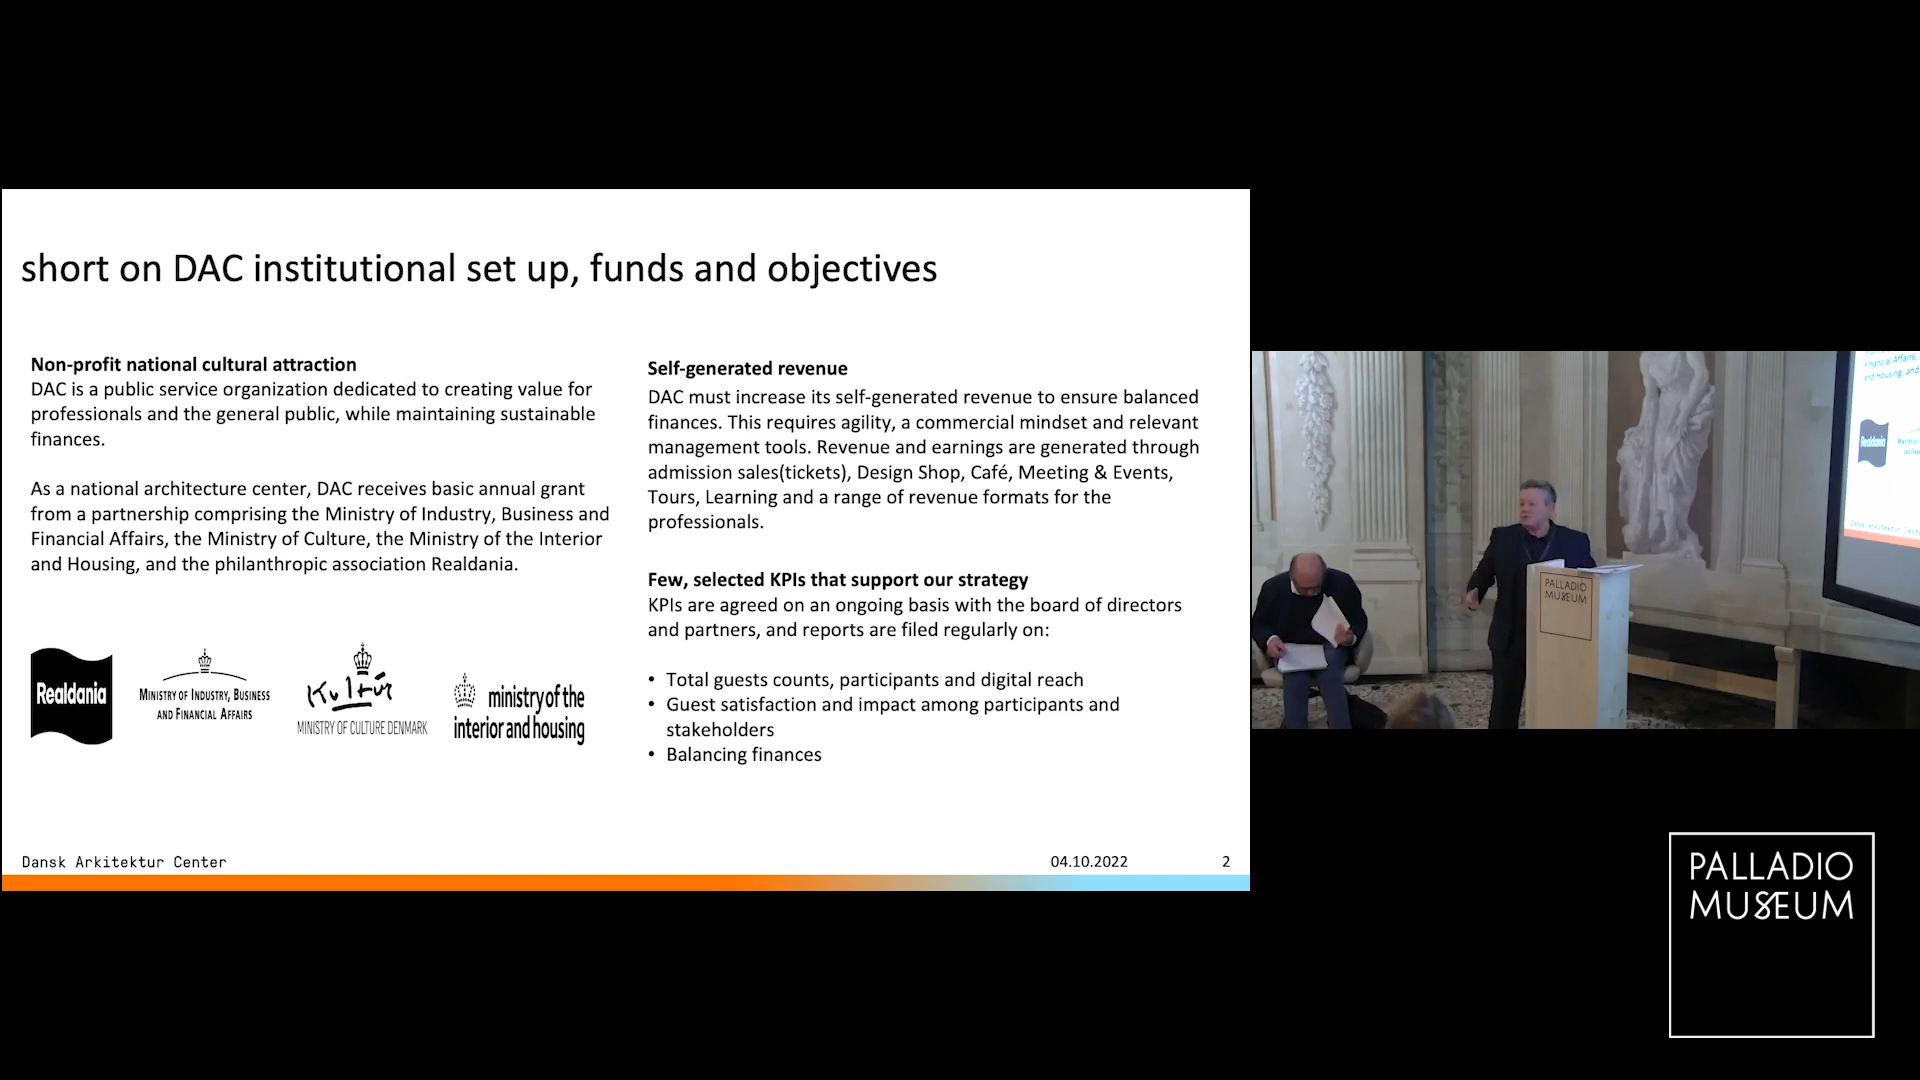 short on DAC institutional set up, funds and objectives
Non-profit national cultural attraction
DAC is a public service organization dedicated to creating value for
professionals and the general public, while maintaining sustainable
finances.
As a national architecture center, DAC receives basic annual grant
from a partnership comprising the Ministry of Industry, Business and
Financial Affairs, the Ministry of Culture, the Ministry of the Interior
and Housing, and the philanthropic association Realdania.
Realdania
MINISTRY OF INDUSTRY, BUSINESS
AND FINANCIAL AFFAIRS
Kultur
MINISTRY OF CULTURE DENMARK
ministry of the
interior and housing
Self-generated revenue
DAC must increase its self-generated revenue to ensure balanced
finances. This requires agility, a commercial mindset and relevant
management tools. Revenue and earnings are generated through
admission sales(tickets), Design Shop, Café, Meeting & Events,
Tours, Learning and a range of revenue formats for the
professionals.
Few, selected KPIs that support our strategy
KPIs are agreed on an ongoing basis with the board of directors
and partners, and reports are filed regularly on:
• Total guests counts, participants and digital reach
• Guest satisfaction and impact among participants and
stakeholders
• Balancing finances
Dansk Arkitektur Center
04.10.2022
2
Financial Affairs,
and Housing, and
Realdania
PALLADIO
MUSEUM
PALLADIO
MUSEUM